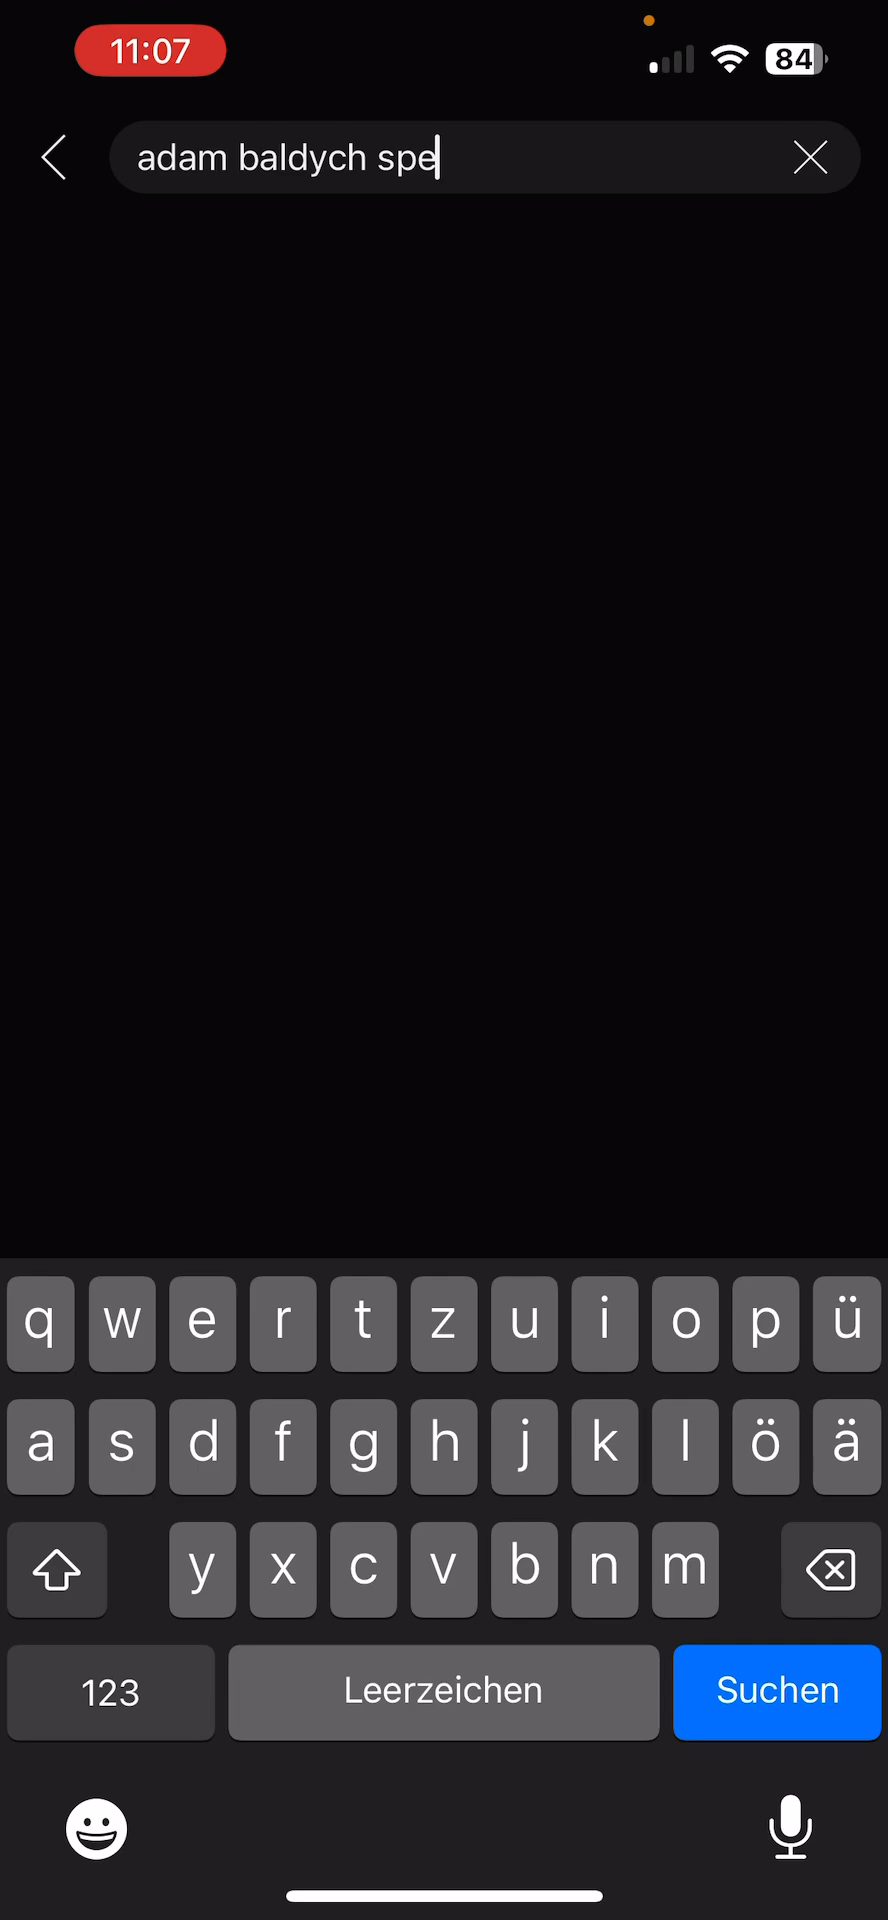 11:07
84
adam baldych spe
q w e r t z u i o p ü
a s d f g h j k l ö ä
y x c v b n m
123 Leerzeichen Suchen